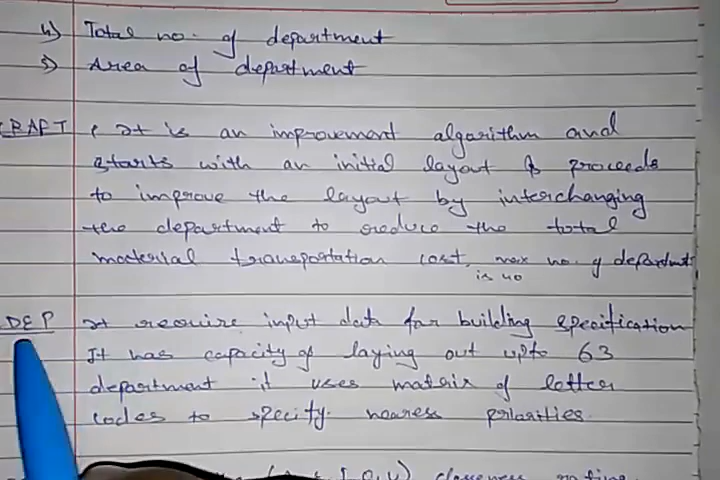 4) Total no. of department
5) Area of department
CRAFT : It is an improvement algorithm and
starts with an initial layout & proceeds
to improve the layout by interchanging
the department to reduce the total
material transportation cost, max no. of department
is 40
DEP It require input data for building specification
It has capacity of laying out upto 63
department it uses matrix of letter
codes to specify nearess priorities.
I, O, U) closeness rating